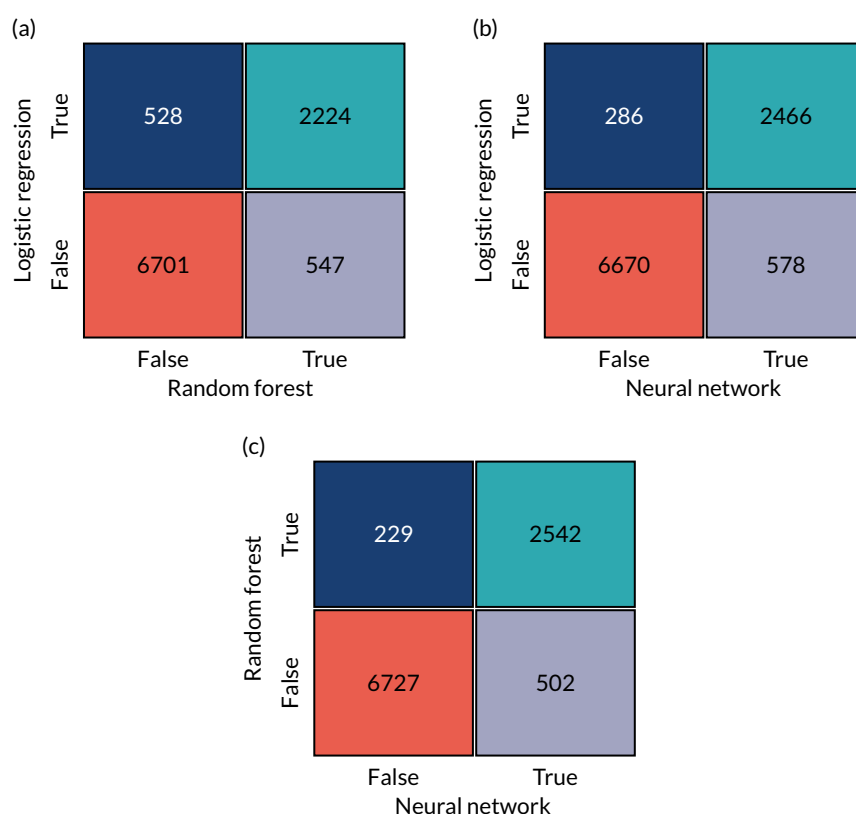 (a)
Logistic regression
True
False
528
2224
6701
547
False
True
Random forest
(b)
Logistic regression
True
False
286
2466
6670
578
False
True
Neural network
(c)
Random forest
True
False
229
2542
6727
502
False
True
Neural network